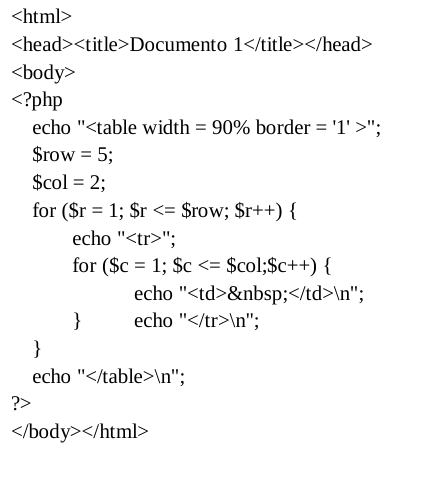 <html>
<head><title>Documento 1</title></head>
<body>
<?php
echo "<table width = 90% border = '1' >";
$row = 5;
$col = 2;
for ($r = 1; $r <= $row; $r++) {
echo "<tr>";
for ($c = 1; $c <= $col;$c++) {
echo "<td>&nbsp;</td>\n";
} echo "</tr>\n";
}
echo "</table>\n";
?>
</body></html>